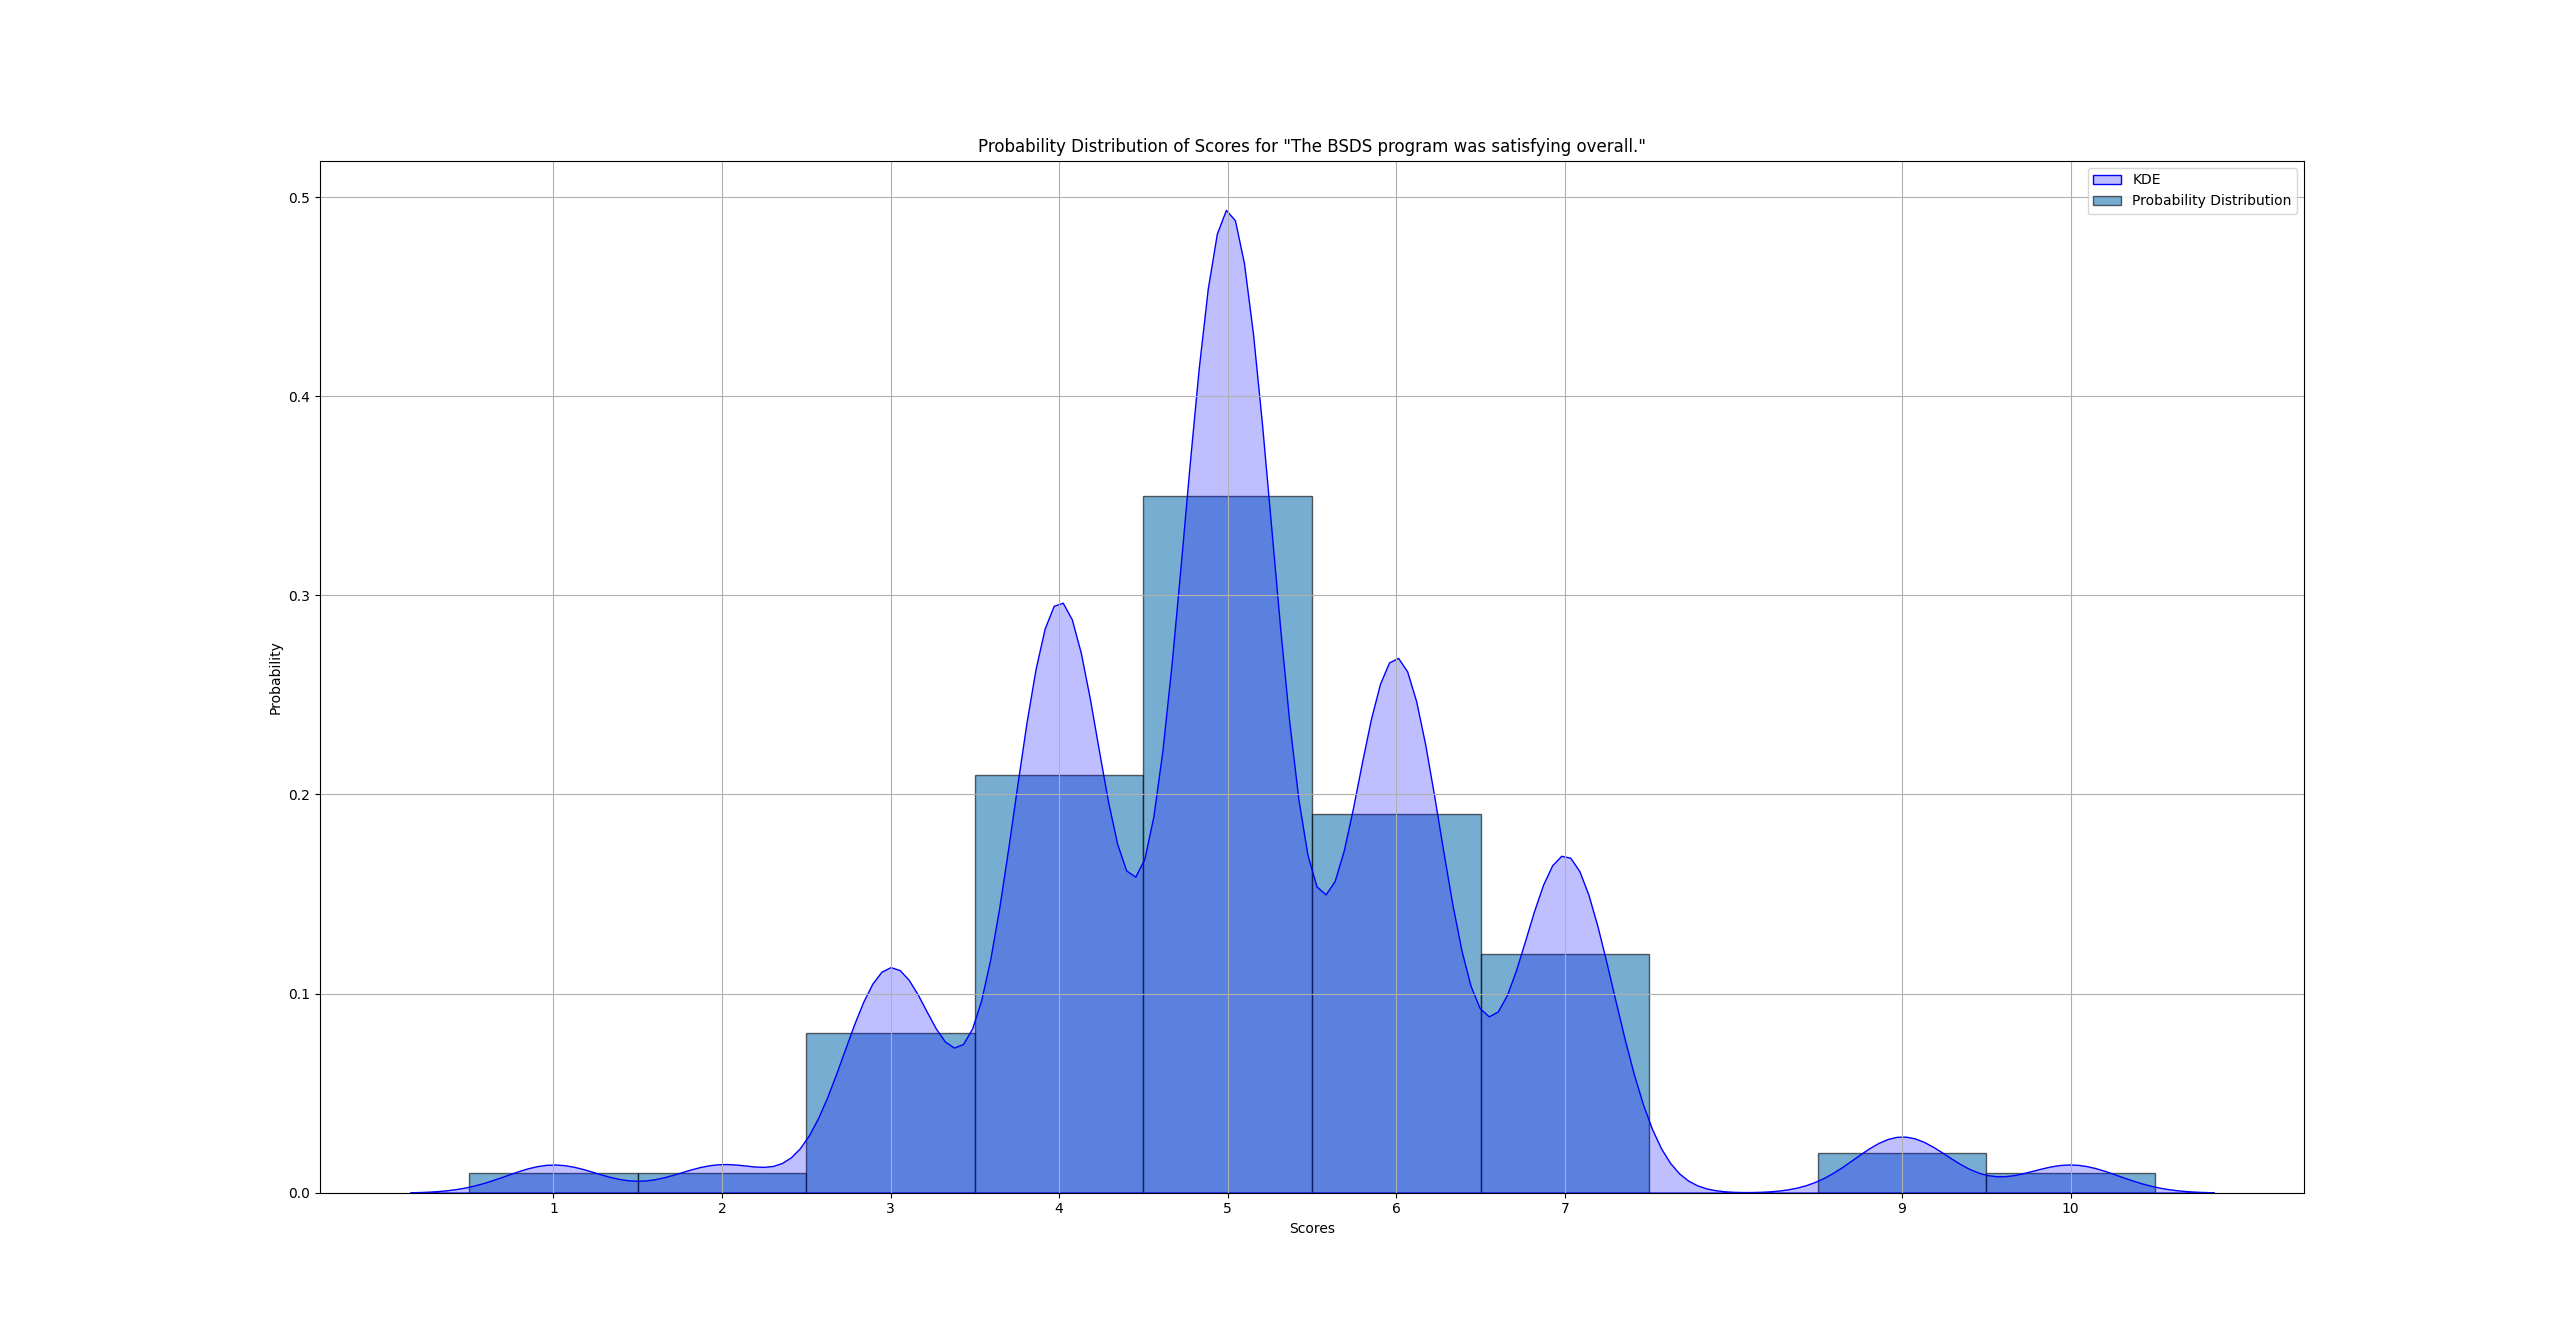 Probability Distribution of Scores for "The BSDS program was satisfying overall."
KDE
Probability Distribution
0.5
0.4
0.3
0.2
0.1
0.0
Probability
1 2 3 4 5 6 7 9 10
Scores